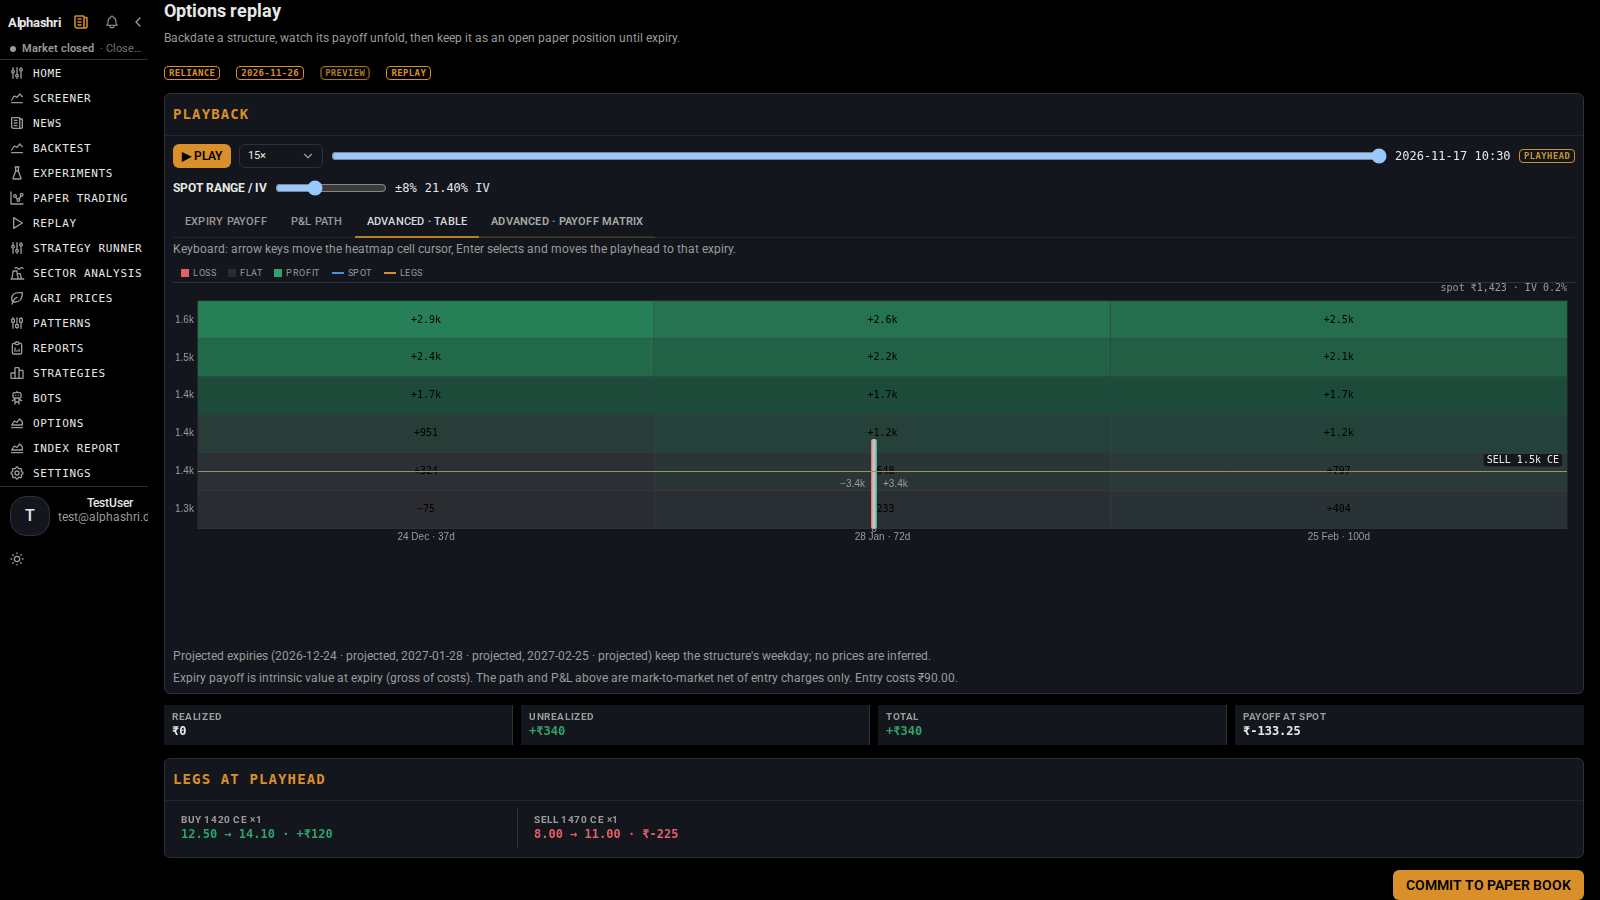 Alphashri
Market closed · Close...
HOME
SCREENER
NEWS
BACKTEST
EXPERIMENTS
PAPER TRADING
REPLAY
STRATEGY RUNNER
SECTOR ANALYSIS
AGRI PRICES
PATTERNS
REPORTS
STRATEGIES
BOTS
OPTIONS
INDEX REPORT
SETTINGS
T
TestUser
test@alphashri.d
Options replay
Backdate a structure, watch its payoff unfold, then keep it as an open paper position until expiry.
RELIANCE 2026-11-26 PREVIEW REPLAY
PLAYBACK
▶ PLAY 15× 2026-11-17 10:30 PLAYHEAD
SPOT RANGE / IV ±8% 21.40% IV
EXPIRY PAYOFF P&L PATH ADVANCED · TABLE ADVANCED · PAYOFF MATRIX
Keyboard: arrow keys move the heatmap cell cursor, Enter selects and moves the playhead to that expiry.
LOSS FLAT PROFIT SPOT LEGS
spot ₹1,423 · IV 0.2%
1.6k +2.9k +2.6k +2.5k
1.5k +2.4k +2.2k +2.1k
1.4k +1.7k +1.7k +1.7k
1.4k +951 +1.2k +1.2k
SELL 1.5k CE
1.4k +324 648 +797
−3.4k +3.4k
1.3k −75 233 +404
24 Dec · 37d 28 Jan · 72d 25 Feb · 100d
Projected expiries (2026-12-24 · projected, 2027-01-28 · projected, 2027-02-25 · projected) keep the structure's weekday; no prices are inferred.
Expiry payoff is intrinsic value at expiry (gross of costs). The path and P&L above are mark-to-market net of entry charges only. Entry costs ₹90.00.
REALIZED
₹0
UNREALIZED
+₹340
TOTAL
+₹340
PAYOFF AT SPOT
₹-133.25
LEGS AT PLAYHEAD
BUY 1420 CE ×1
12.50 → 14.10 · +₹120
SELL 1470 CE ×1
8.00 → 11.00 · ₹-225
COMMIT TO PAPER BOOK